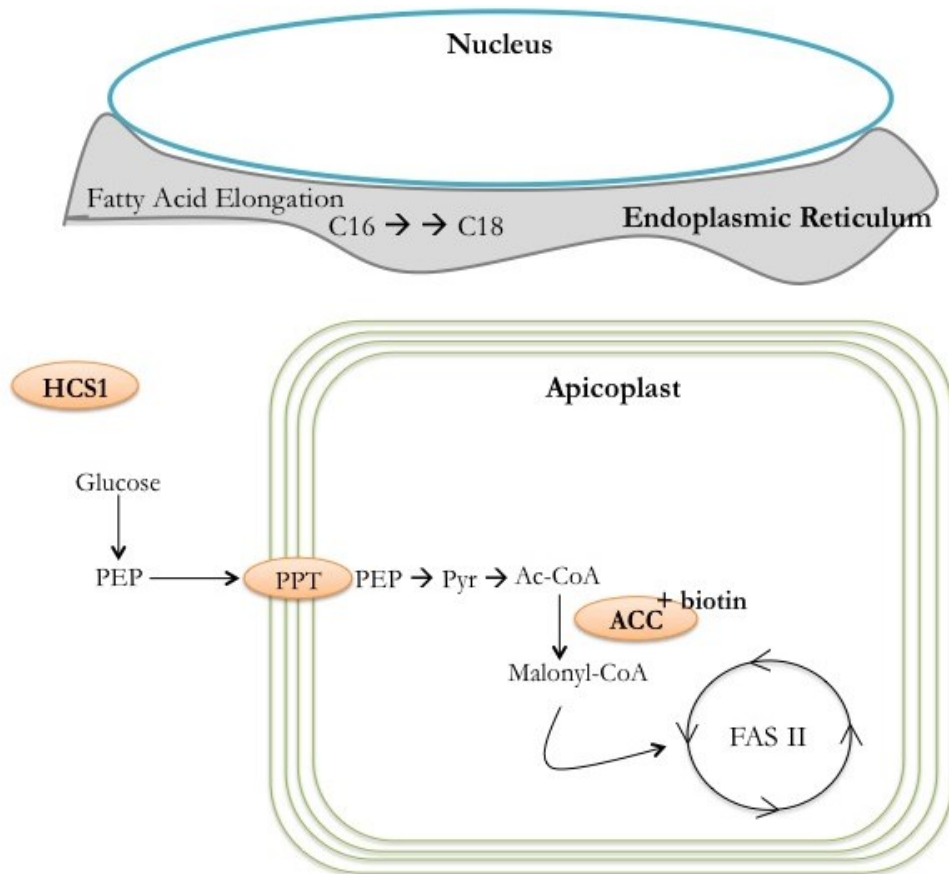 Nucleus
Fatty Acid Elongation
C16 → → C18
Endoplasmic Reticulum
HCS1
Apicoplast
Glucose
PEP
PPT
PEP → Pyr → Ac-CoA
+ biotin
ACC
Malonyl-CoA
FAS II